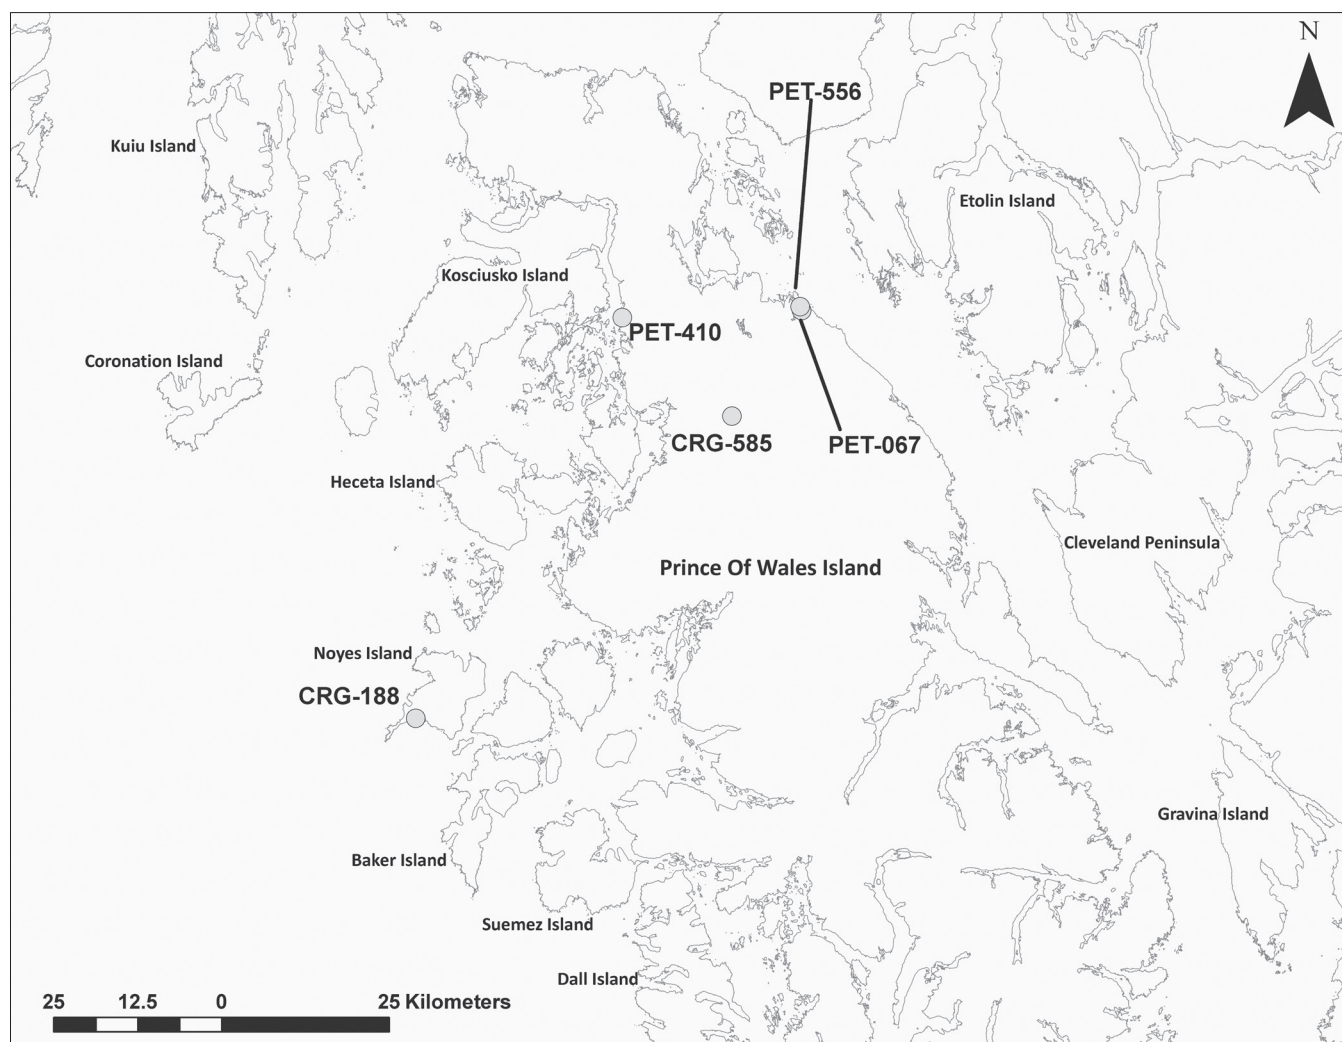 N
PET-556
Kuiu Island
Etolin Island
Kosciusko Island
PET-410
Coronation Island
CRG-585
PET-067
Heceta Island
Cleveland Peninsula
Prince Of Wales Island
Noyes Island
CRG-188
Gravina Island
Baker Island
Suemez Island
Dall Island
25 12.5 0 25 Kilometers